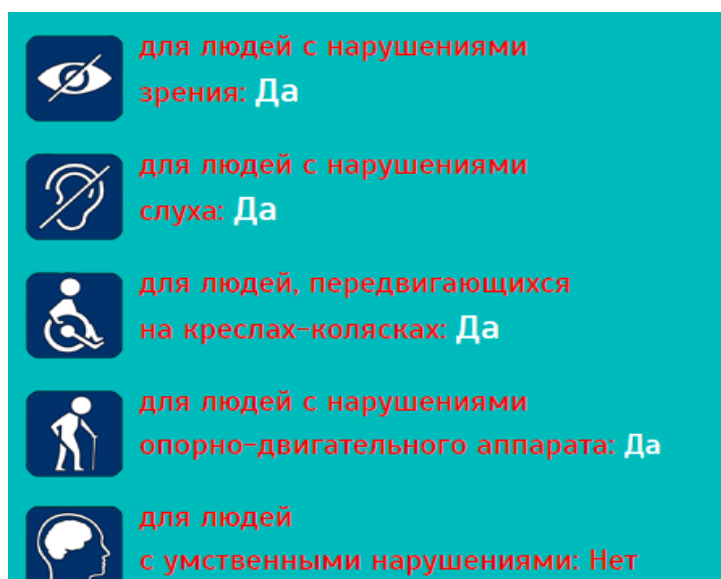 для людей с нарушениями
зрения: Да
для людей с нарушениями
слуха: Да
для людей, передвигающихся
на креслах-колясках: Да
для людей с нарушениями
опорно-двигательного аппарата: Да
для людей
с умственными нарушениями: Нет